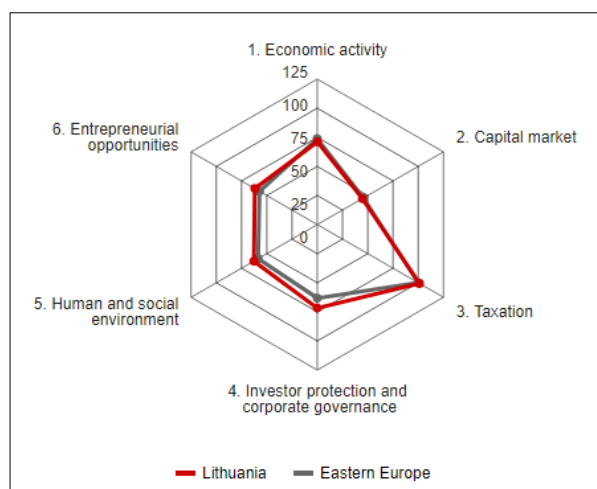 1. Economic activity
125
100
75
50
25
0
6. Entrepreneurial
opportunities
2. Capital market
5. Human and social
environment
3. Taxation
4. Investor protection and
corporate governance
Lithuania
Eastern Europe